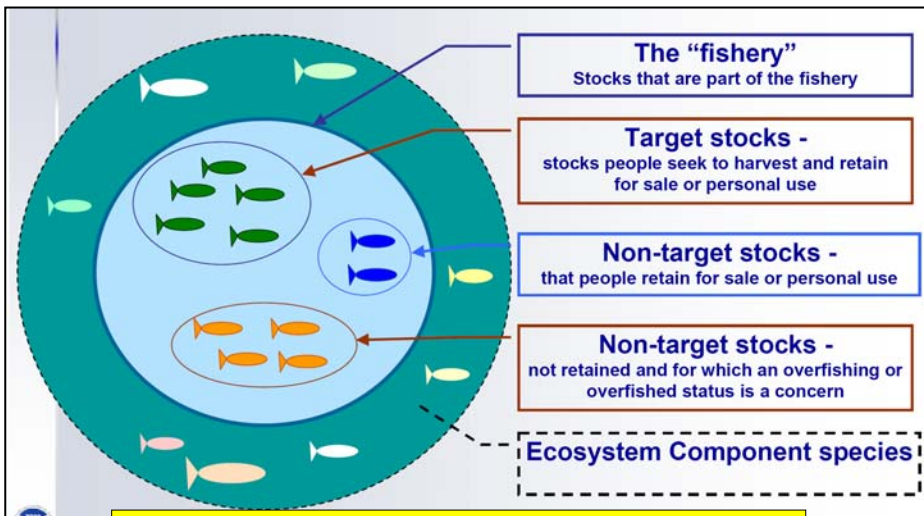 The “fishery”
Stocks that are part of the fishery
Target stocks -
stocks people seek to harvest and retain
for sale or personal use
Non-target stocks -
that people retain for sale or personal use
Non-target stocks -
not retained and for which an overfishing or
overfished status is a concern
Ecosystem Component species